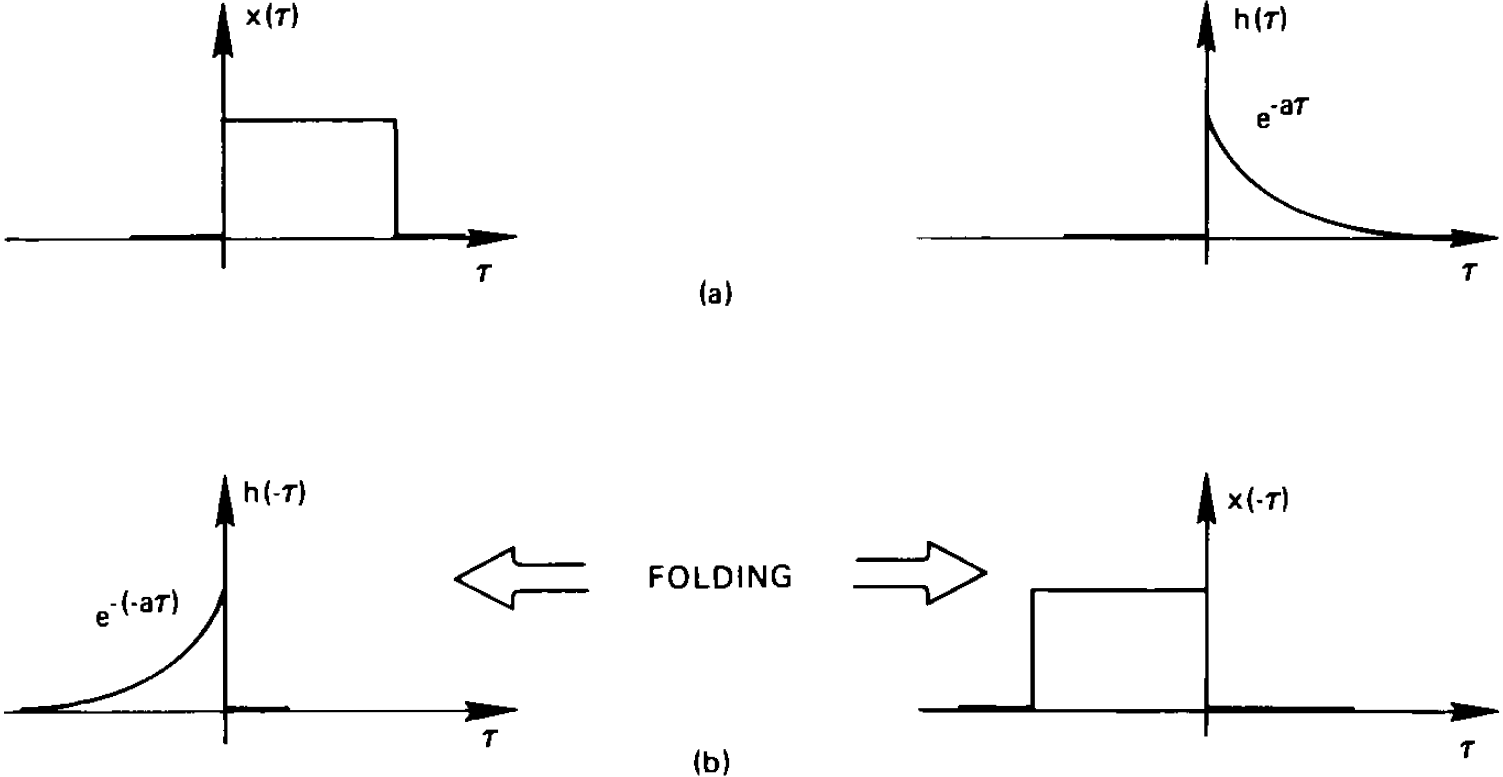 x(τ)
h(τ)
e^-aτ
τ
τ
(a)
h(-τ)
x(-τ)
FOLDING
e^-(-aτ)
τ
τ
(b)